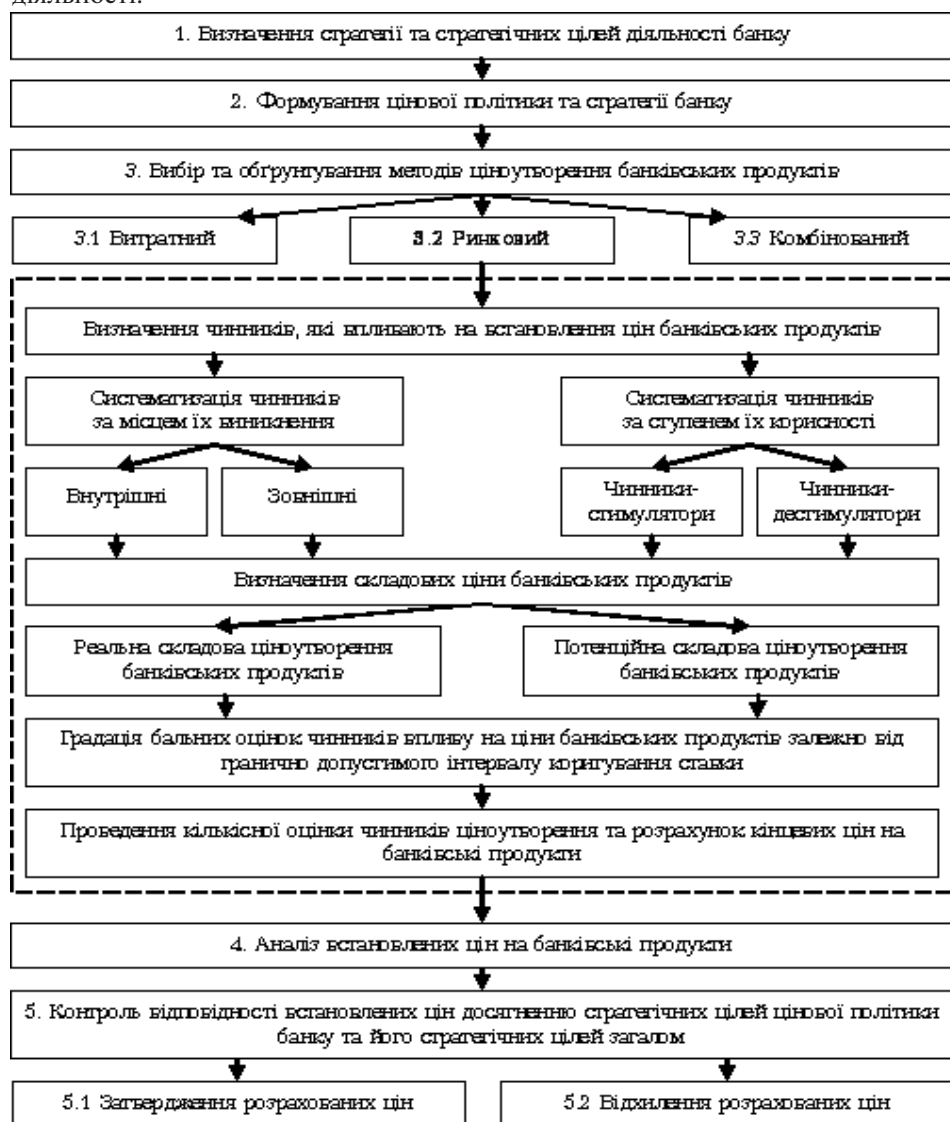 діяльності.
1. Визначення стратегії та стратегічних цілей діяльності банку
2. Формування цінової політики та стратегії банку
3. Вибір та обґрунтування методів ціноутворення банківських продуктів
3.1 Витратний
3.2 Ринковий
3.3 Комбінований
Визначення чинників, які впливають на встановлення цін банківських продуктів
Систематизація чинників
за місцем їх виникнення
Систематизація чинників
за ступенем їх корисності
Внутрішні
Зовнішні
Чинники-
стимулятори
Чинники-
дестимулятори
Визначення складових ціни банківських продуктів
Реальна складова ціноутворення
банківських продуктів
Потенційна складова ціноутворення
банківських продуктів
Градація бальних оцінок чинників впливу на ціни банківських продуктів залежно від
гранично допустимого інтервалу коригування ставки
Проведення кількісної оцінки чинників ціноутворення та розрахунок кінцевих цін на
банківські продукти
4. Аналіз встановлених цін на банківські продукти
5. Контроль відповідності встановлених цін досягненню стратегічних цілей цінової політики
банку та його стратегічних цілей загалом
5.1 Затвердження розрахованих цін
5.2 Відхилення розрахованих цін